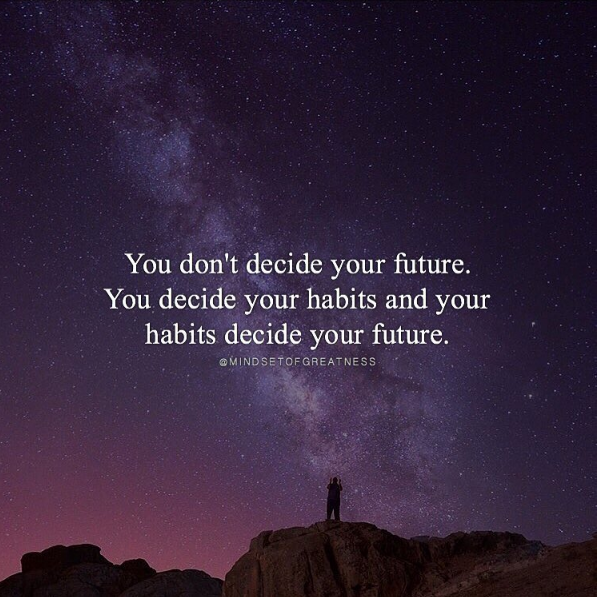 You don't decide your future.
You decide your habits and your
habits decide your future.
@MINDSETOFGREATNESS